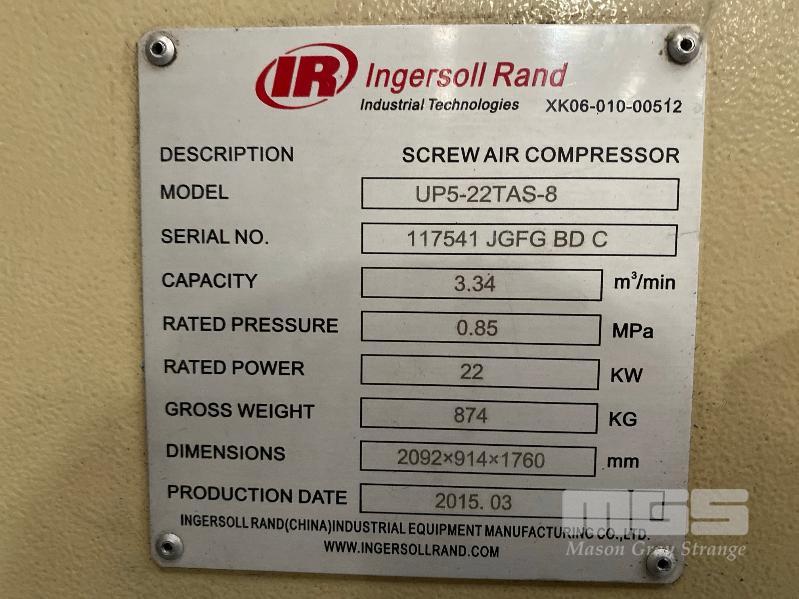 IR Ingersoll Rand
Industrial Technologies XK06-010-00512
DESCRIPTION SCREW AIR COMPRESSOR
MODEL UP5-22TAS-8
SERIAL NO. 117541 JGFG BD C
CAPACITY 3.34 m³/min
RATED PRESSURE 0.85 MPa
RATED POWER 22 KW
GROSS WEIGHT 874 KG
DIMENSIONS 2092×914×1760 mm
PRODUCTION DATE 2015. 03
INGERSOLL RAND(CHINA)INDUSTRIAL EQUIPMENT MANUFACTURING CO.,LTD.
WWW.INGERSOLLRAND.COM
MGS
Mason Gray Strange